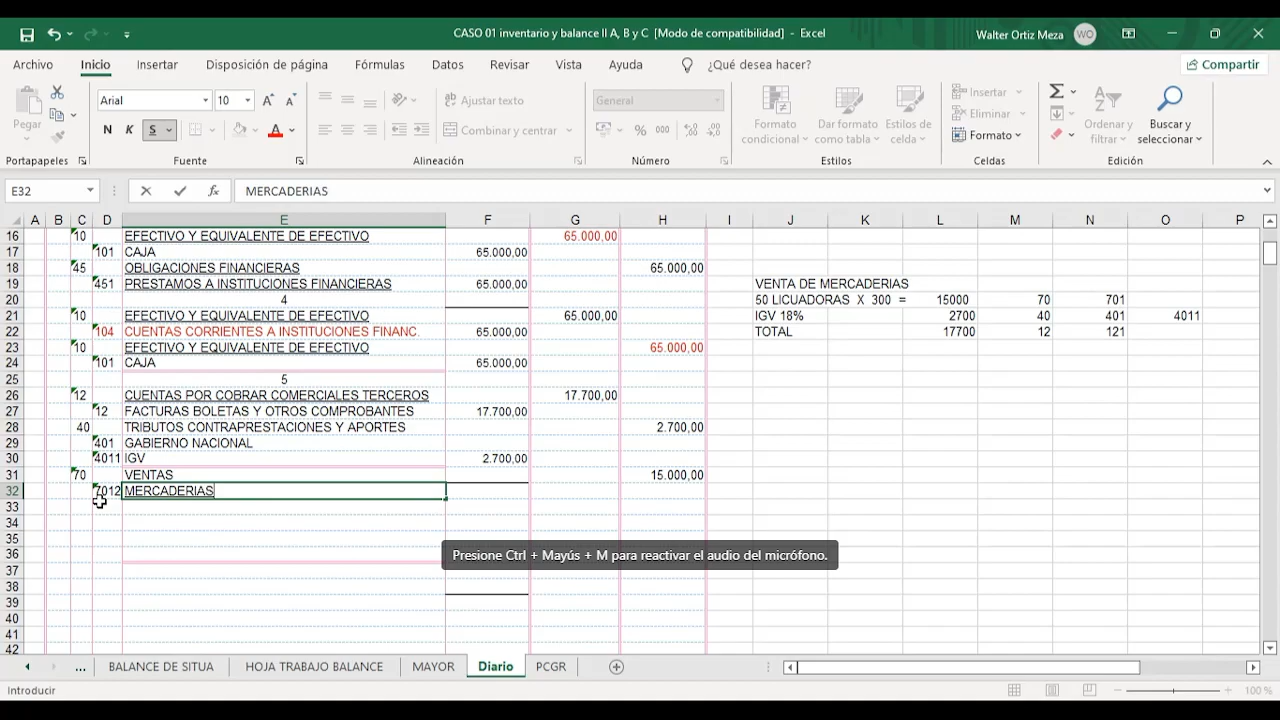 CASO 01 inventario y balance II A, B y C [Modo de compatibilidad] - Excel
Walter Ortiz Meza WO
Archivo Inicio Insertar Disposición de página Fórmulas Datos Revisar Vista Ayuda ¿Qué desea hacer? Compartir
Arial 10 Ajustar texto General Insertar
Pegar N K S Combinar y centrar % 000 Formato condicional Dar formato como tabla Estilos de celda Eliminar Formato Ordenar y filtrar Buscar y seleccionar
Portapapeles Fuente Alineación Número Estilos Celdas Edición
E32 fx MERCADERIAS
A B C D E F G H I J K L M N O P
16 10 EFECTIVO Y EQUIVALENTE DE EFECTIVO 65.000,00
17 101 CAJA 65.000,00
18 45 OBLIGACIONES FINANCIERAS 65.000,00
19 451 PRESTAMOS A INSTITUCIONES FINANCIERAS 65.000,00 VENTA DE MERCADERIAS
20 4 50 LICUADORAS X 300 = 15000 70 701
21 10 EFECTIVO Y EQUIVALENTE DE EFECTIVO 65.000,00 IGV 18% 2700 40 401 4011
22 104 CUENTAS CORRIENTES A INSTITUCIONES FINANC. 65.000,00 TOTAL 17700 12 121
23 10 EFECTIVO Y EQUIVALENTE DE EFECTIVO 65.000,00
24 101 CAJA 65.000,00
25 5
26 12 CUENTAS POR COBRAR COMERCIALES TERCEROS 17.700,00
27 12 FACTURAS BOLETAS Y OTROS COMPROBANTES 17.700,00
28 40 TRIBUTOS CONTRAPRESTACIONES Y APORTES 2.700,00
29 401 GABIERNO NACIONAL
30 4011 IGV 2.700,00
31 70 VENTAS 15.000,00
32 7012 MERCADERIAS
33
34
35
Presione Ctrl + Mayús + M para reactivar el audio del micrófono.
36
37
38
39
40
41
42
... BALANCE DE SITUA HOJA TRABAJO BALANCE MAYOR Diario PCGR
Introducir 100 %